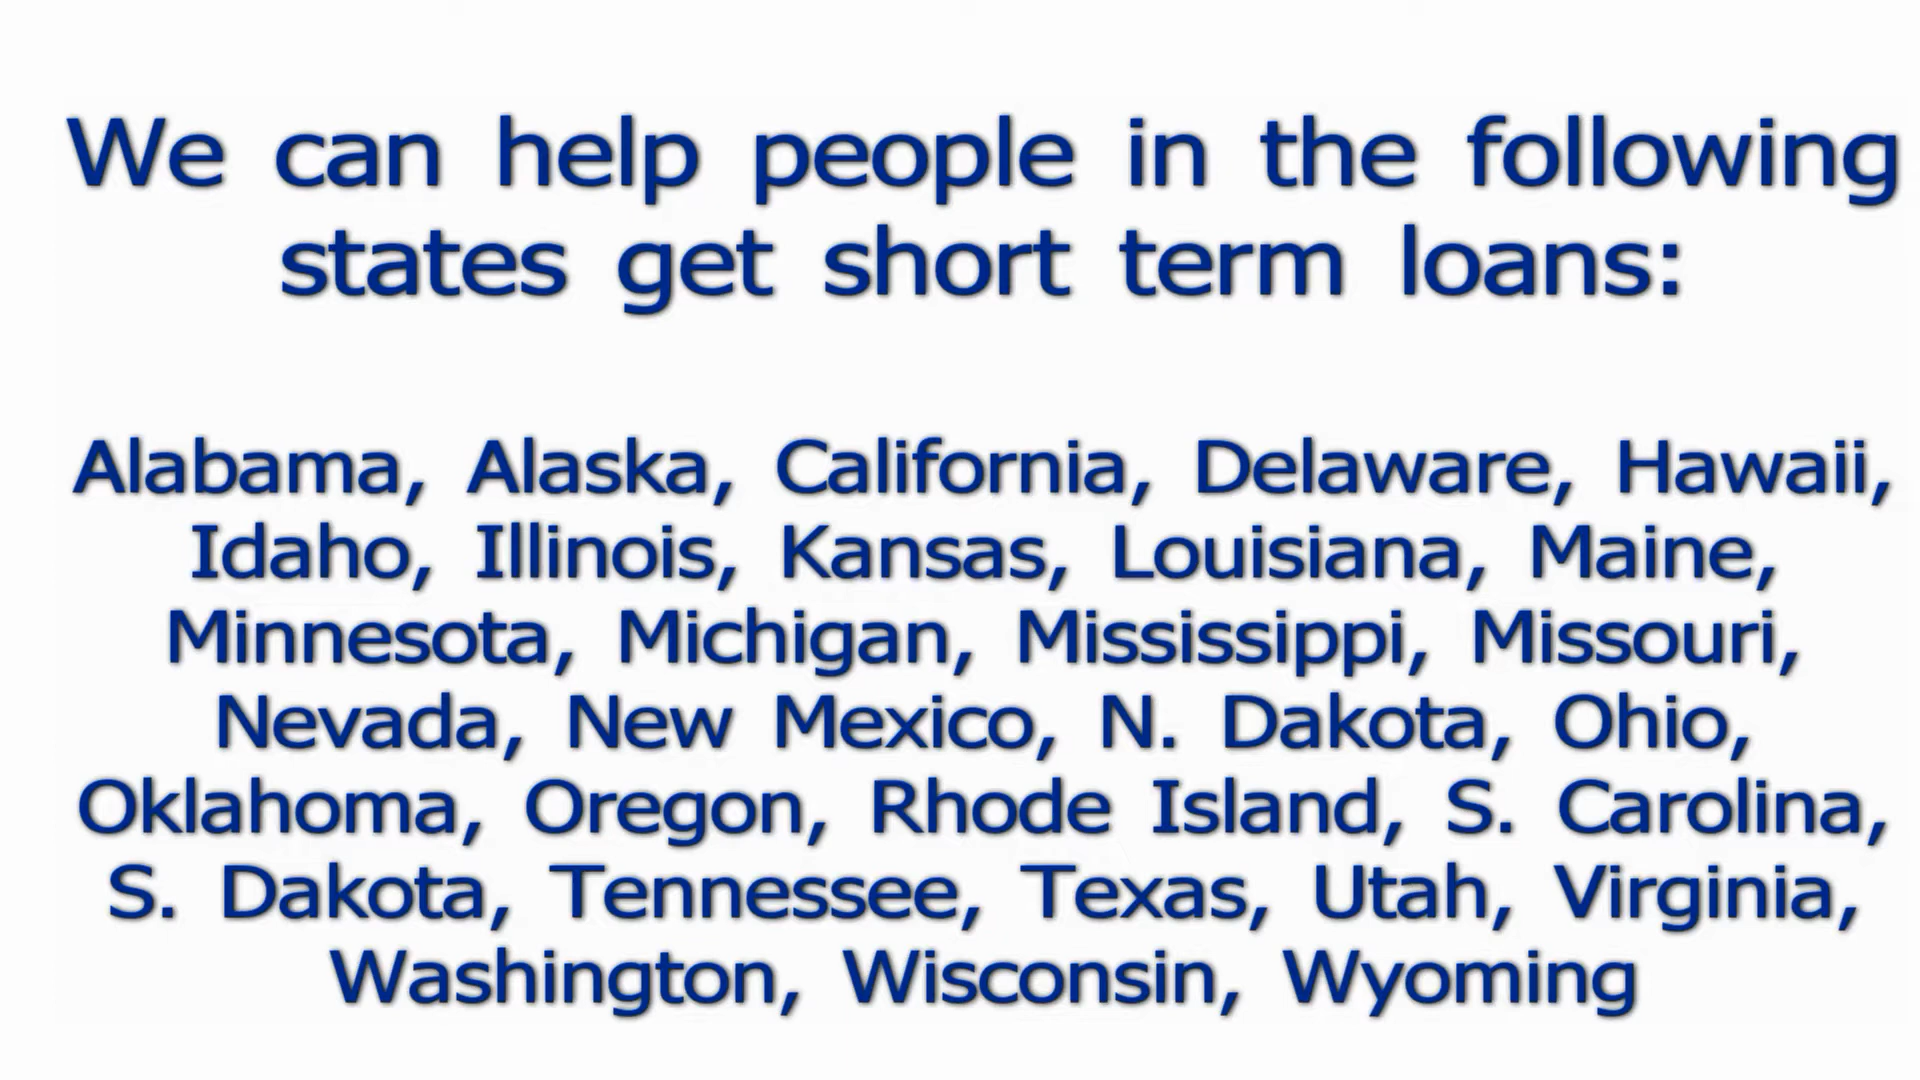 We can help people in the following
states get short term loans:
Alabama, Alaska, California, Delaware, Hawaii,
Idaho, Illinois, Kansas, Louisiana, Maine,
Minnesota, Michigan, Mississippi, Missouri,
Nevada, New Mexico, N. Dakota, Ohio,
Oklahoma, Oregon, Rhode Island, S. Carolina,
S. Dakota, Tennessee, Texas, Utah, Virginia,
Washington, Wisconsin, Wyoming